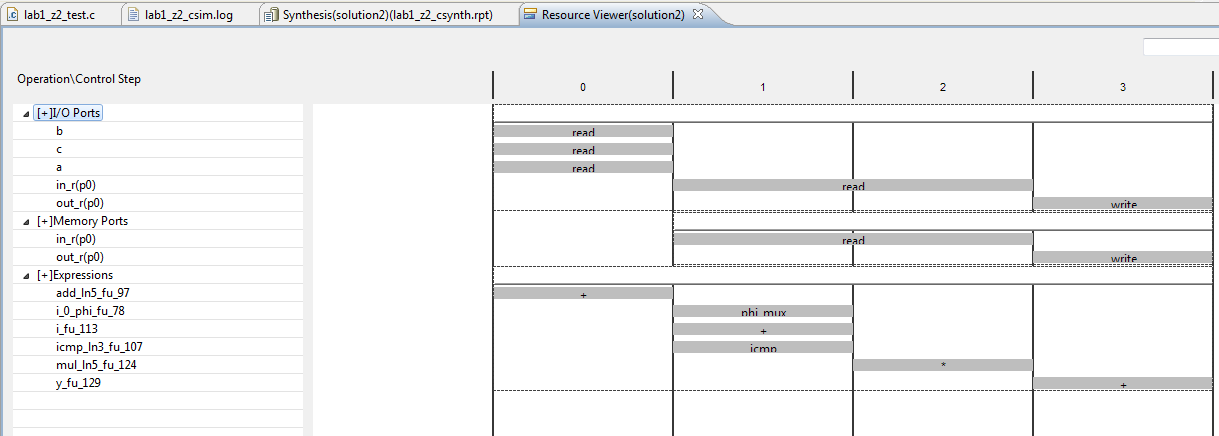 lab1_z2_test.c lab1_z2_csim.log Synthesis(solution2)(lab1_z2_csynth.rpt) Resource Viewer(solution2)
Operation\Control Step 0 1 2 3
[+]I/O Ports
b read
c read
a read
in_r(p0) read
out_r(p0) write
[+]Memory Ports
in_r(p0) read
out_r(p0) write
[+]Expressions
add_ln5_fu_97 +
i_0_phi_fu_78 phi_mux
i_fu_113 +
icmp_ln3_fu_107 icmp
mul_ln5_fu_124 *
y_fu_129 +